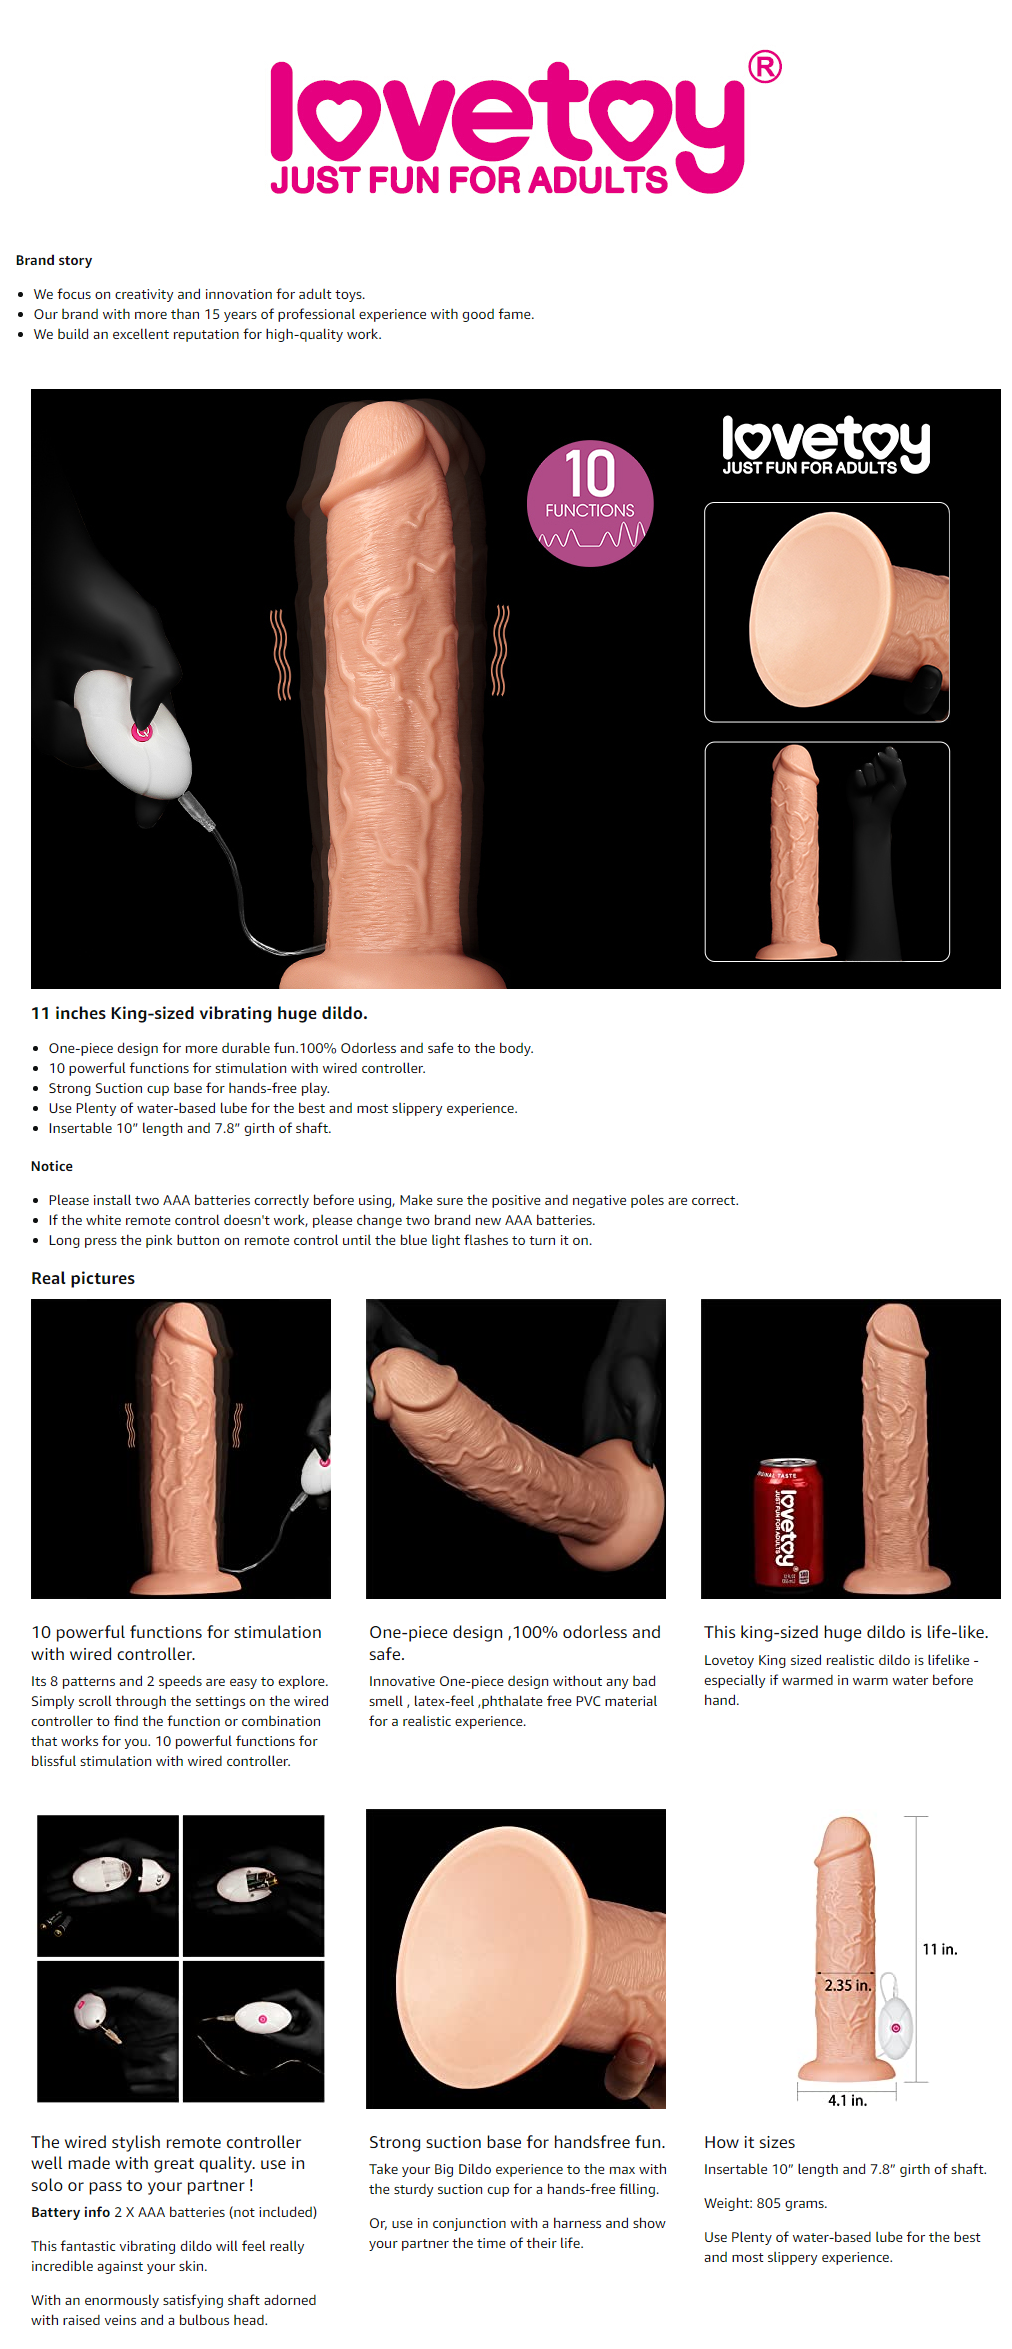 lovetoy®
JUST FUN FOR ADULTS
Brand story
• We focus on creativity and innovation for adult toys.
• Our brand with more than 15 years of professional experience with good fame.
• We build an excellent reputation for high-quality work.
10
FUNCTIONS
lovetoy
JUST FUN FOR ADULTS
11 inches King-sized vibrating huge dildo.
• One-piece design for more durable fun.100% Odorless and safe to the body.
• 10 powerful functions for stimulation with wired controller.
• Strong Suction cup base for hands-free play.
• Use Plenty of water-based lube for the best and most slippery experience.
• Insertable 10” length and 7.8” girth of shaft.
Notice
• Please install two AAA batteries correctly before using, Make sure the positive and negative poles are correct.
• If the white remote control doesn't work, please change two brand new AAA batteries.
• Long press the pink button on remote control until the blue light flashes to turn it on.
Real pictures
ORIGINAL TASTE
lovetoy®
JUST FUN FOR ADULTS
10 powerful functions for stimulation
with wired controller.
Its 8 patterns and 2 speeds are easy to explore.
Simply scroll through the settings on the wired
controller to find the function or combination
that works for you. 10 powerful functions for
blissful stimulation with wired controller.
One-piece design ,100% odorless and
safe.
Innovative One-piece design without any bad
smell , latex-feel ,phthalate free PVC material
for a realistic experience.
This king-sized huge dildo is life-like.
Lovetoy King sized realistic dildo is lifelike -
especially if warmed in warm water before
hand.
11 in.
2.35 in.
4.1 in.
The wired stylish remote controller
well made with great quality. use in
solo or pass to your partner !
Battery info 2 X AAA batteries (not included)
This fantastic vibrating dildo will feel really
incredible against your skin.
With an enormously satisfying shaft adorned
with raised veins and a bulbous head.
Strong suction base for handsfree fun.
Take your Big Dildo experience to the max with
the sturdy suction cup for a hands-free filling.
Or, use in conjunction with a harness and show
your partner the time of their life.
How it sizes
Insertable 10” length and 7.8” girth of shaft.
Weight: 805 grams.
Use Plenty of water-based lube for the best
and most slippery experience.